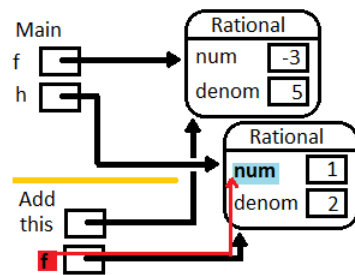 Main
f
h
Rational
num -3
denom 5
Rational
num 1
denom 2
Add
this
f